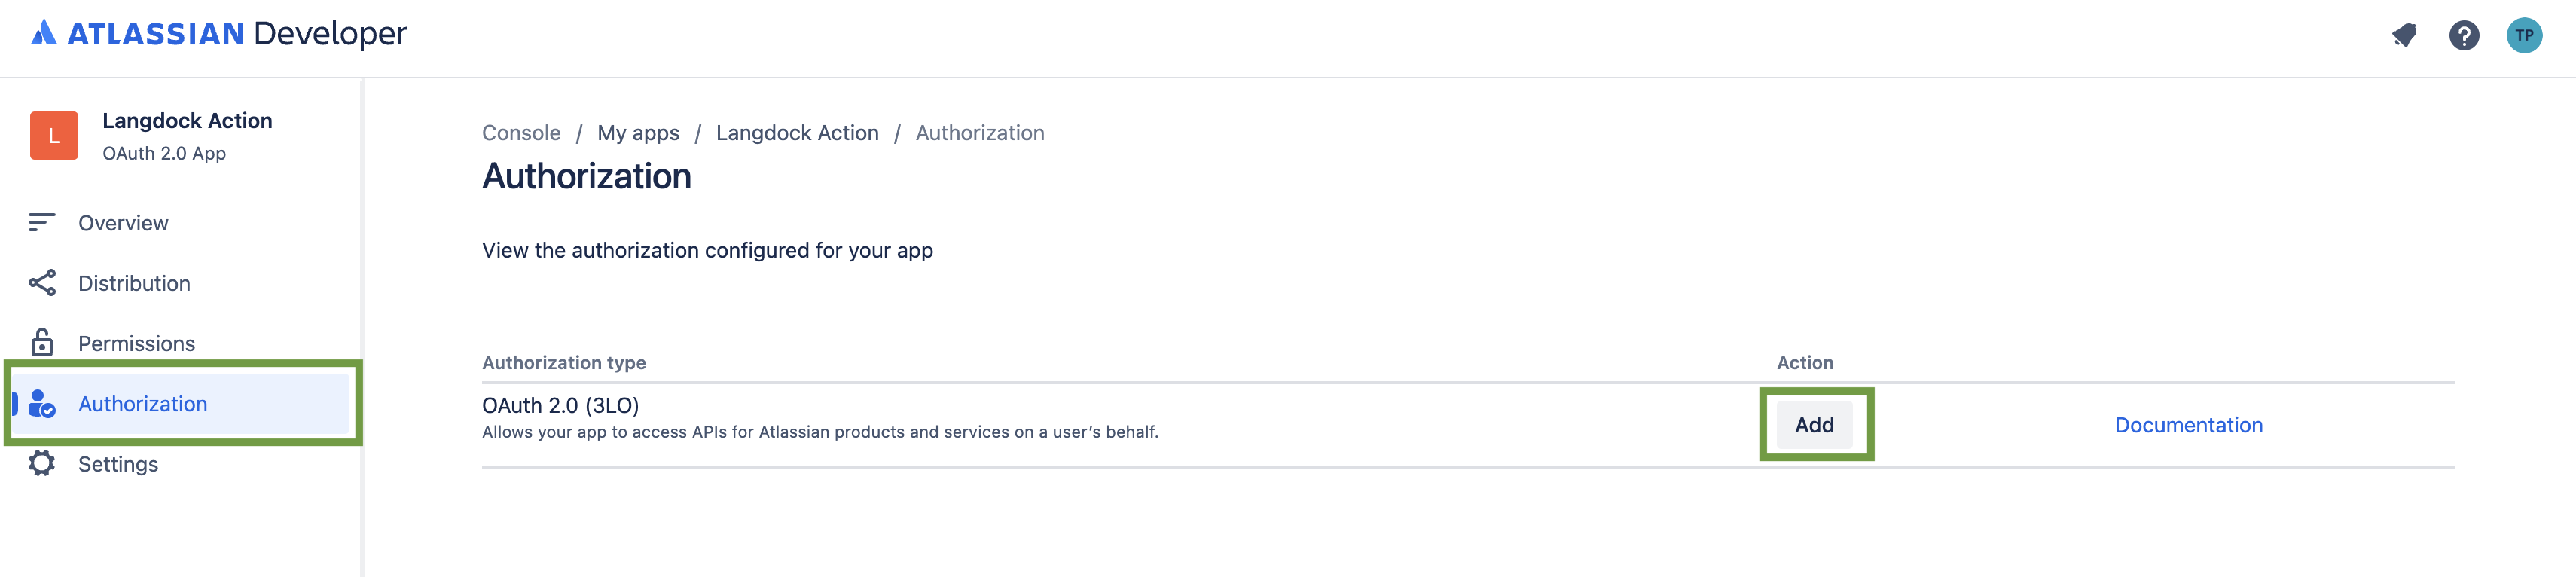 ATLASSIAN Developer
TP
L
Langdock Action
OAuth 2.0 App
Overview
Distribution
Permissions
Authorization
Settings
Console / My apps / Langdock Action / Authorization
Authorization
View the authorization configured for your app
Authorization type Action
OAuth 2.0 (3LO)
Allows your app to access APIs for Atlassian products and services on a user’s behalf.
Add Documentation